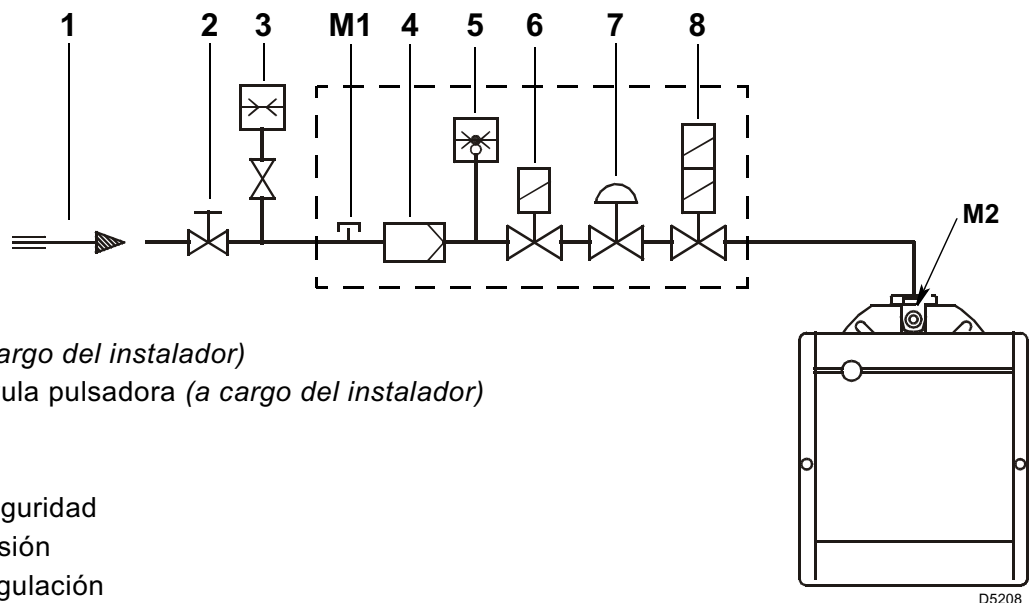 1 2 3 M1 4 5 6 7 8
M2
argo del instalador)
ula pulsadora (a cargo del instalador)
guridad
sión
gulación
D5208